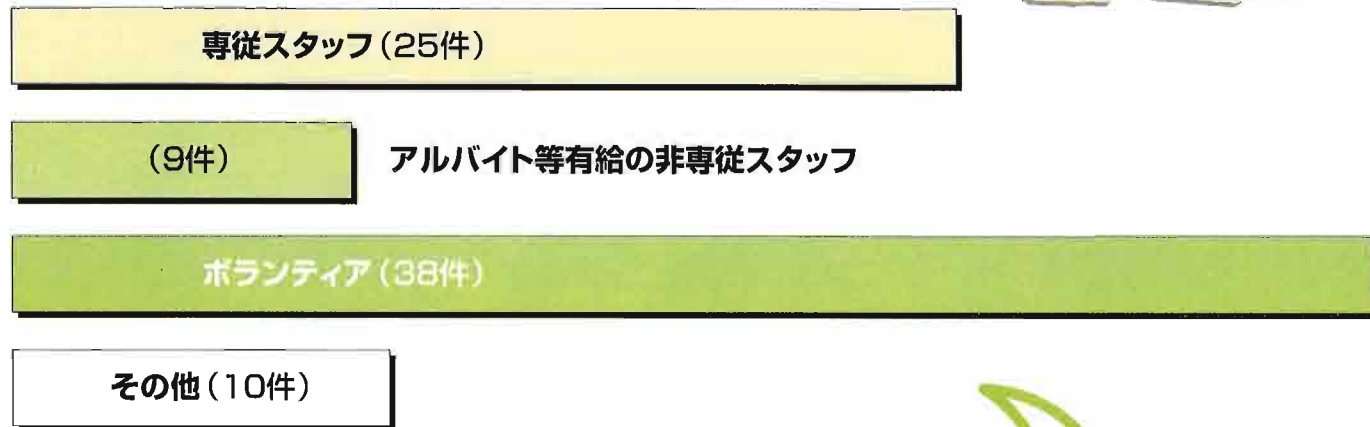 専従スタッフ（25件）
（9件） アルバイト等有給の非専従スタッフ
ボランティア（38件）
その他（10件）